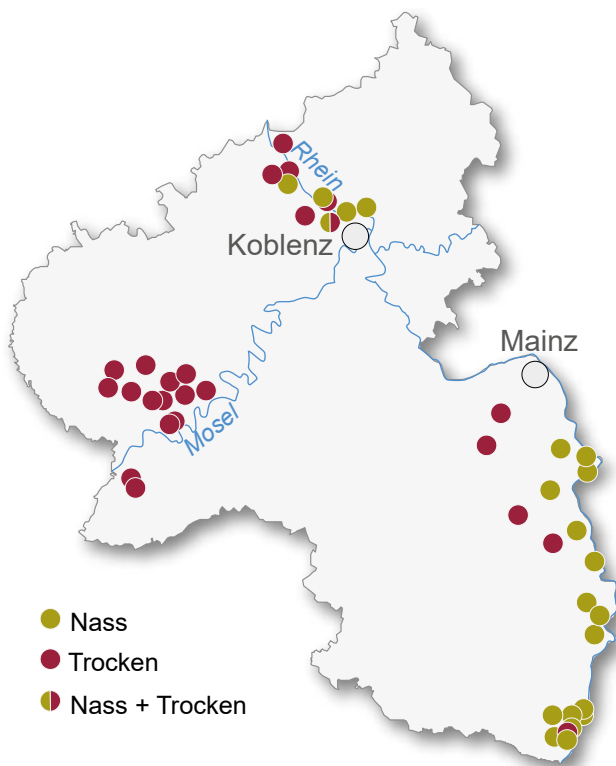 Rhein
Koblenz
Mainz
Mosel
Nass
Trocken
Nass + Trocken